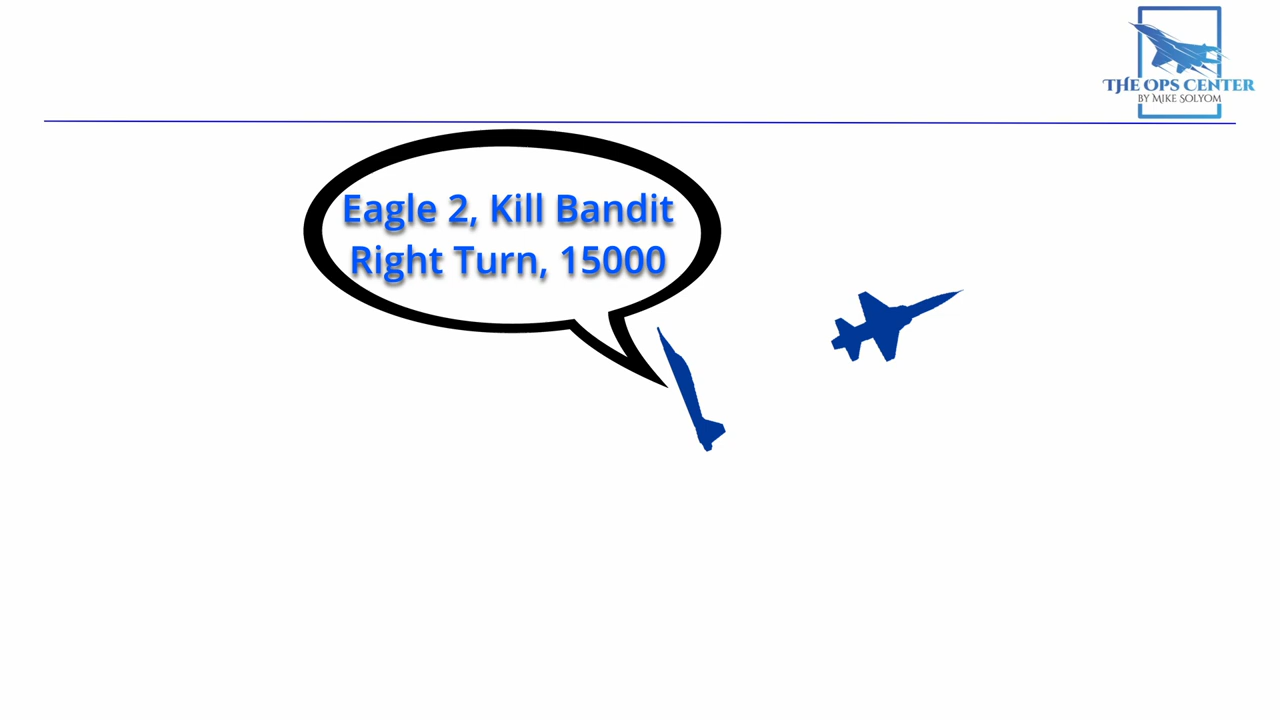 THE OPS CENTER
BY MIKE SOLYOM
Eagle 2, Kill Bandit
Right Turn, 15000